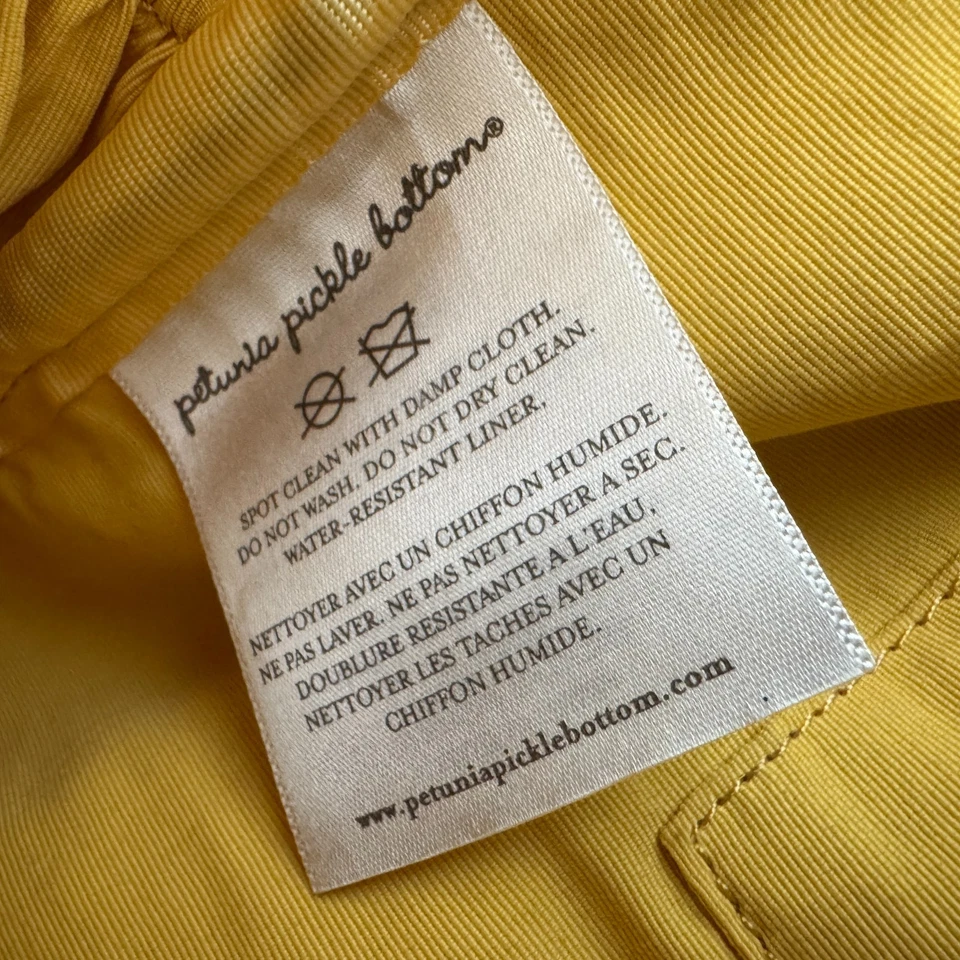 petunia pickle bottom®
SPOT CLEAN WITH DAMP CLOTH.
DO NOT WASH. DO NOT DRY CLEAN.
WATER-RESISTANT LINER,
NETTOYER AVEC UN CHIFFON HUMIDE.
NE PAS LAVER. NE PAS NETTOYER A SEC.
DOUBLURE RESISTANTE A L'EAU,
NETTOYER LES TACHES AVEC UN
CHIFFON HUMIDE.
www.petuniapicklebottom.com